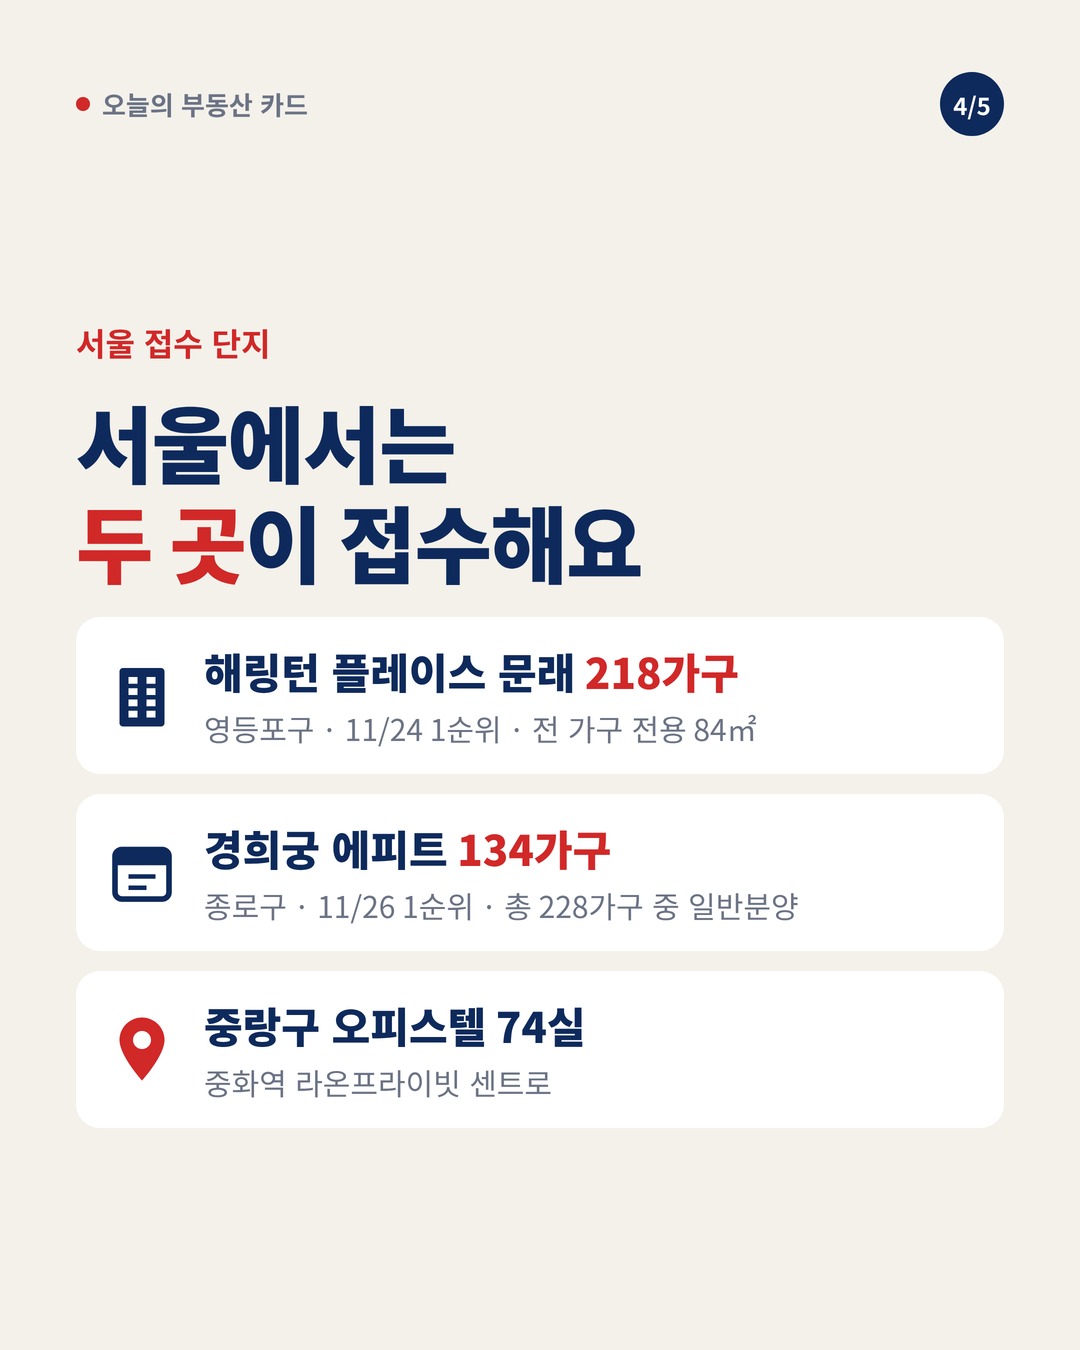 오늘의 부동산 카드
4/5
서울 접수 단지
서울에서는
두 곳이 접수해요
해링턴 플레이스 문래 218가구
영등포구 · 11/24 1순위 · 전 가구 전용 84㎡
경희궁 에피트 134가구
종로구 · 11/26 1순위 · 총 228가구 중 일반분양
중랑구 오피스텔 74실
중화역 라온프라이빗 센트로